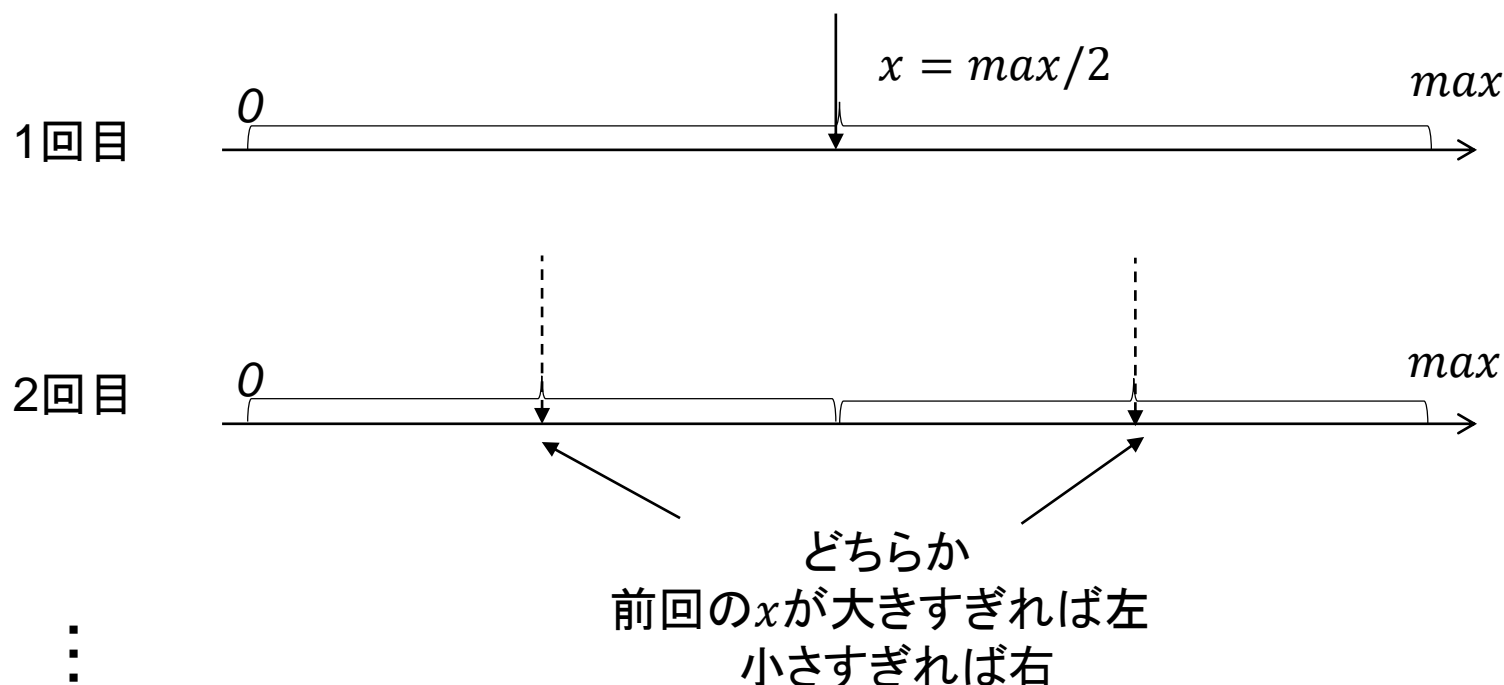 x = max/2
0
max
1回目
0
max
2回目
どちらか
前回のxが大きすぎれば左
小さすぎれば右
⋮